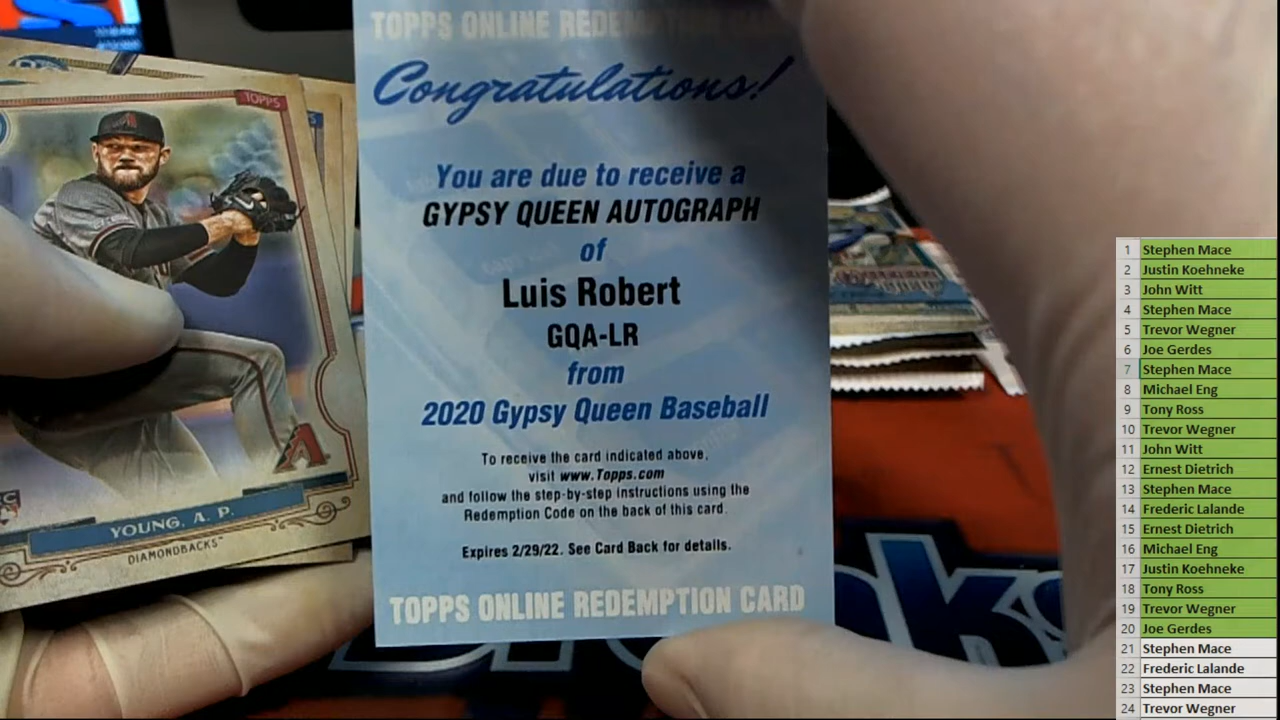 TOPPS
YOUNG, A. P.
DIAMONDBACKS
TOPPS ONLINE REDEMPTION CARD
Congratulations!
You are due to receive a
GYPSY QUEEN AUTOGRAPH
of
Luis Robert
GQA-LR
from
2020 Gypsy Queen Baseball
To receive the card indicated above,
visit www.Topps.com
and follow the step-by-step instructions using the
Redemption Code on the back of this card.
Expires 2/29/22. See Card Back for details.
TOPPS ONLINE REDEMPTION CARD
1 Stephen Mace
2 Justin Koehneke
3 John Witt
4 Stephen Mace
5 Trevor Wegner
6 Joe Gerdes
7 Stephen Mace
8 Michael Eng
9 Tony Ross
10 Trevor Wegner
11 John Witt
12 Ernest Dietrich
13 Stephen Mace
14 Frederic Lalande
15 Ernest Dietrich
16 Michael Eng
17 Justin Koehneke
18 Tony Ross
19 Trevor Wegner
20 Joe Gerdes
21 Stephen Mace
22 Frederic Lalande
23 Stephen Mace
24 Trevor Wegner